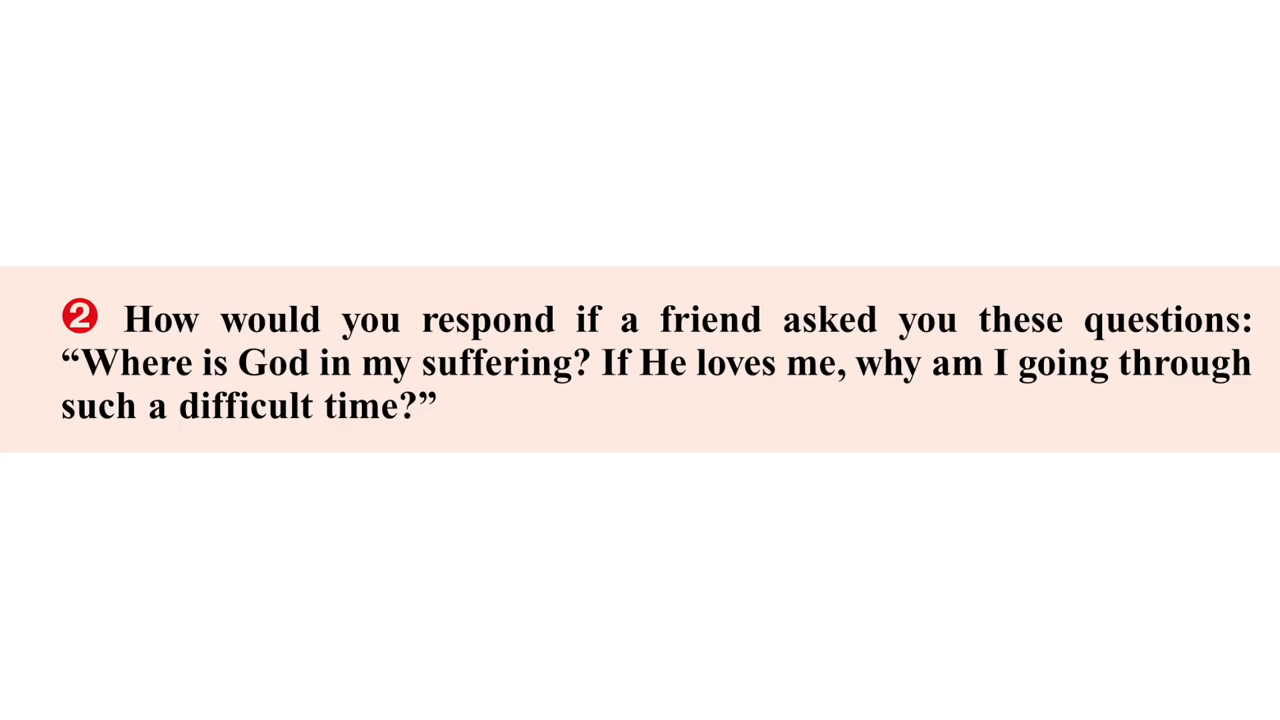 ❷ How would you respond if a friend asked you these questions:
“Where is God in my suffering? If He loves me, why am I going through
such a difficult time?”